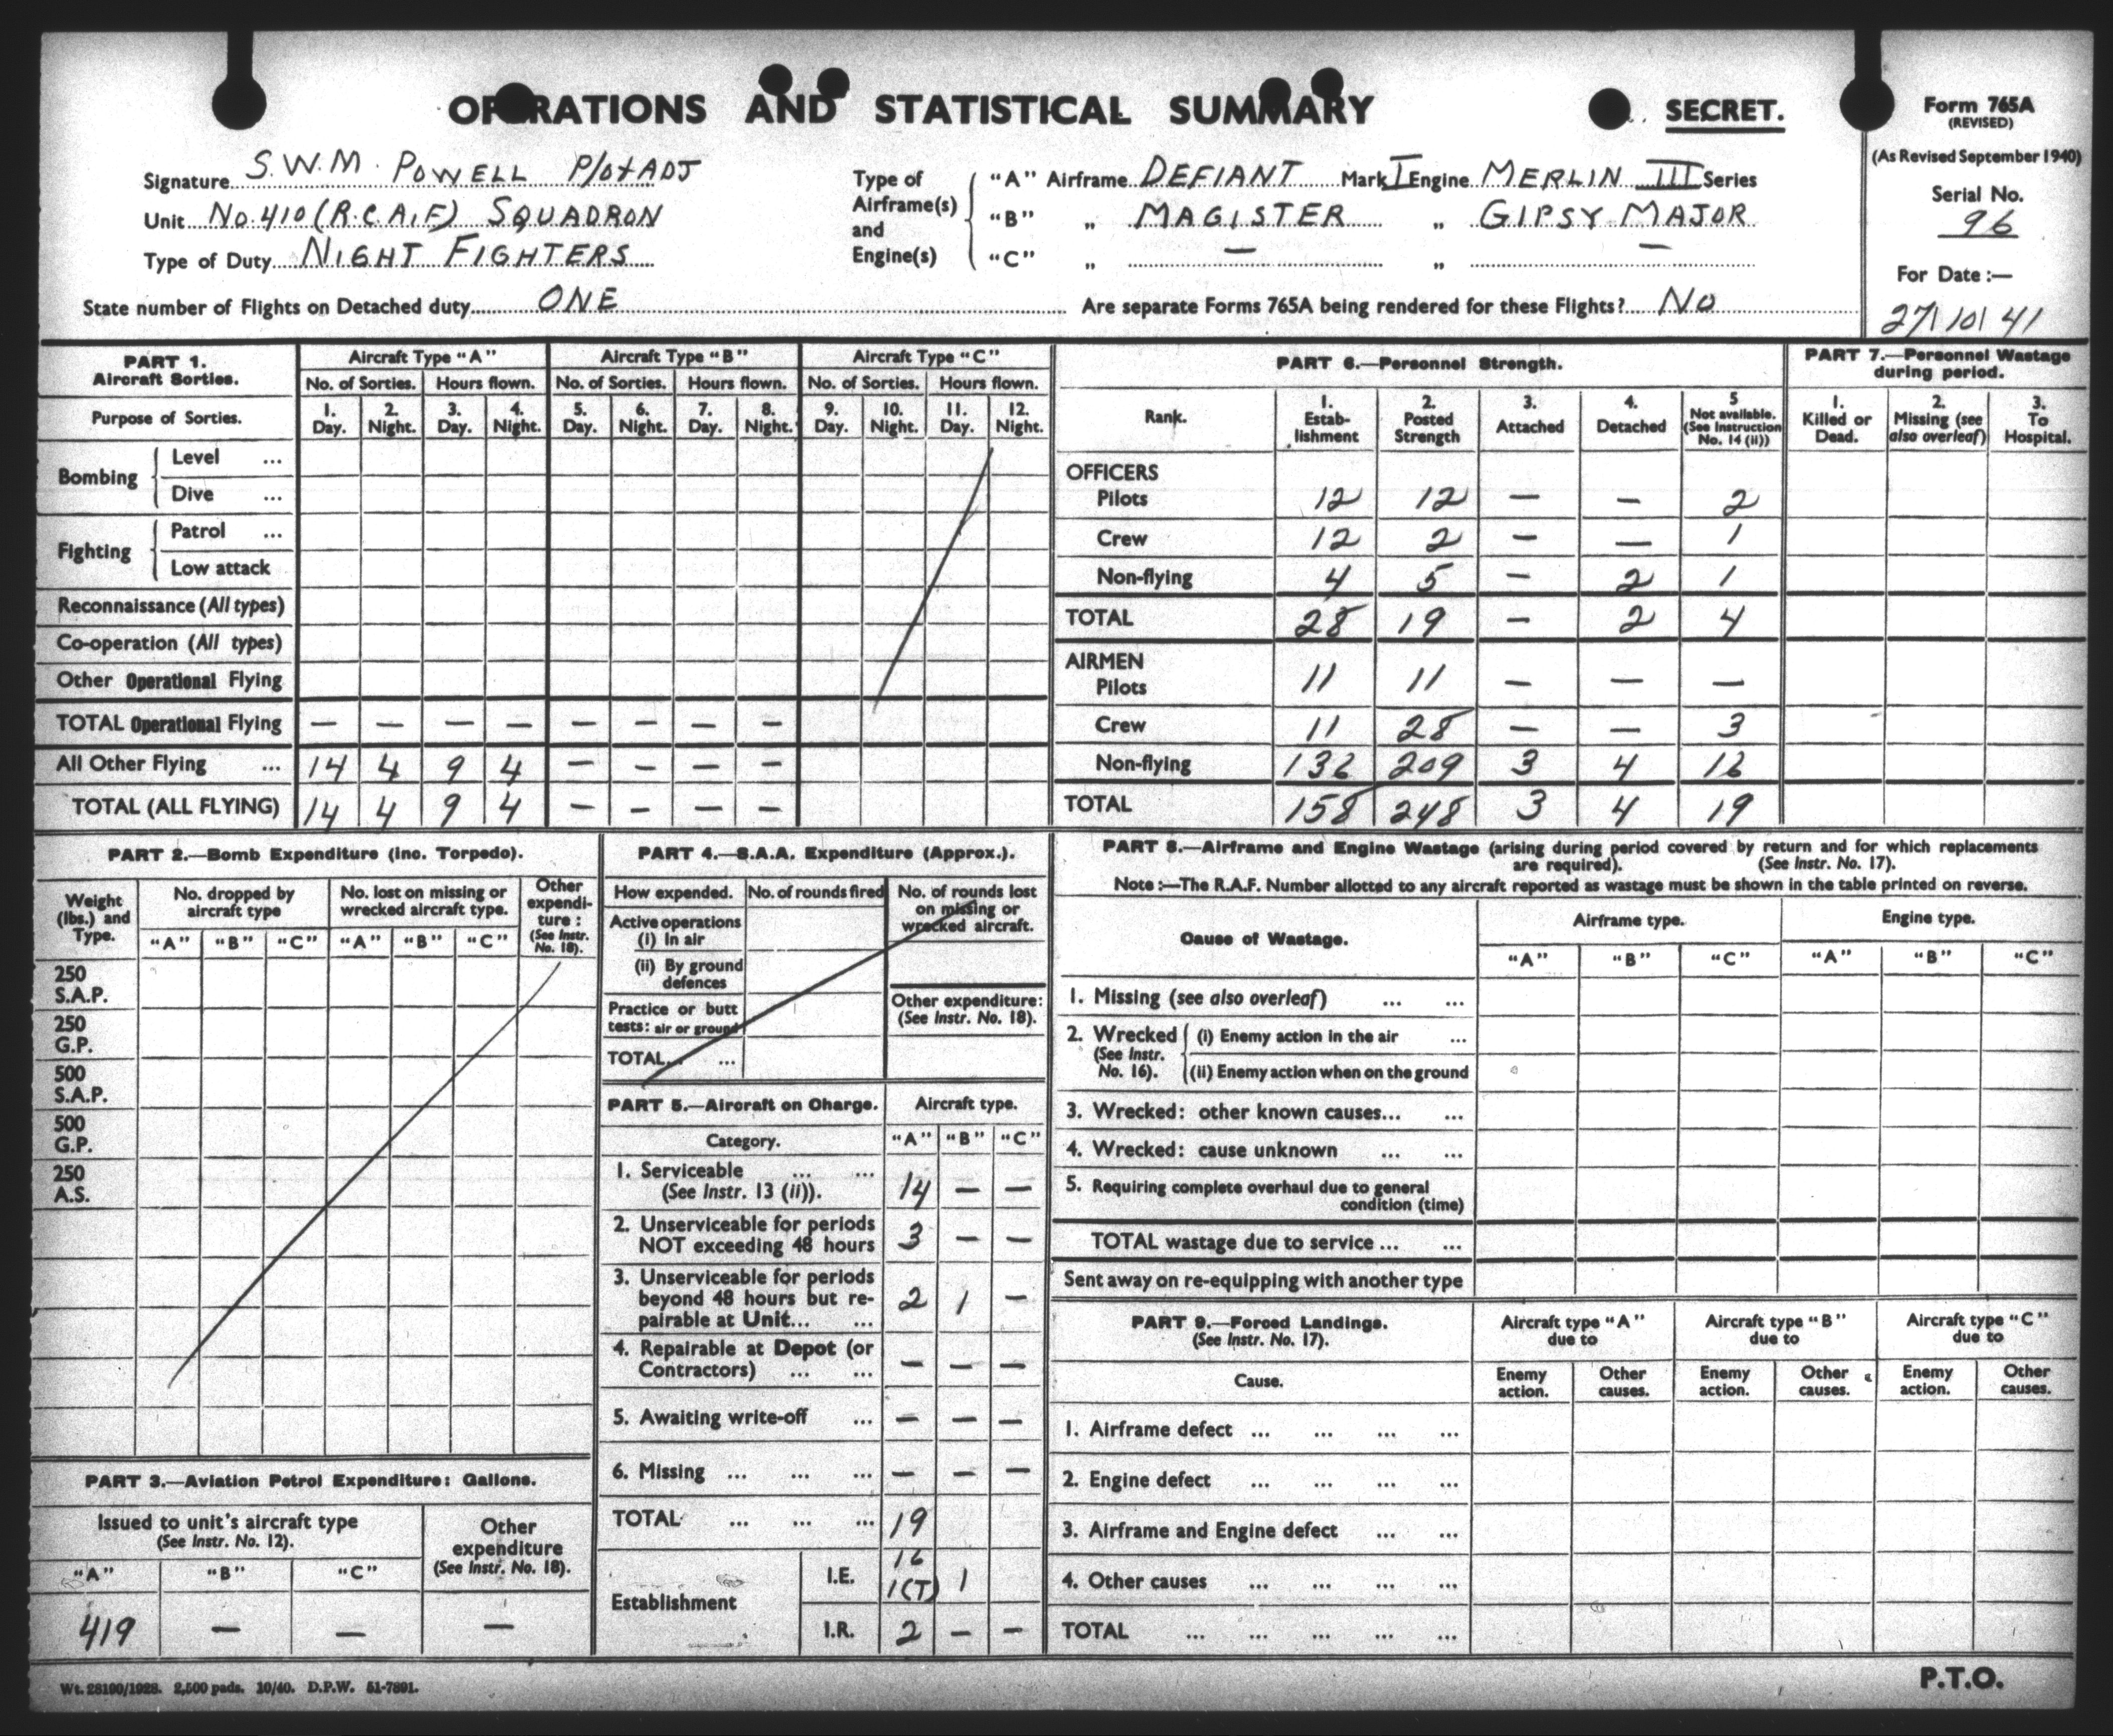 OPERATIONS AND STATISTICAL SUMMARY
SECRET.
Form 765A
(REVISED)
(As Revised September 1940)
Serial No.
96
For Date :—
27/10/41
Signature S.W.M. POWELL P/O & ADJ
Unit No. 410 (R.C.A.F.) SQUADRON
Type of Duty NIGHT FIGHTERS
Type of Airframe(s) and Engine(s)
"A" Airframe DEFIANT Mark I Engine MERLIN III Series
"B" " MAGISTER " GIPSY MAJOR
"C" " — " —
State number of Flights on Detached duty ONE
Are separate Forms 765A being rendered for these Flights? No
PART 1.
Aircraft Sorties.
Aircraft Type "A" Aircraft Type "B" Aircraft Type "C"
No. of Sorties. Hours flown. No. of Sorties. Hours flown. No. of Sorties. Hours flown.
Purpose of Sorties.
1. Day. 2. Night. 3. Day. 4. Night. 5. Day. 6. Night. 7. Day. 8. Night. 9. Day. 10. Night. 11. Day. 12. Night.
Bombing
Level ...
Dive ...
Fighting
Patrol ...
Low attack
Reconnaissance (All types)
Co-operation (All types)
Other Operational Flying
TOTAL Operational Flying — — — — — — — —
All Other Flying ... 14 4 9 4 — — — —
TOTAL (ALL FLYING) 14 4 9 4 — — — —
PART 6.—Personnel Strength.
Rank.
1. Estab-lishment
2. Posted Strength
3. Attached
4. Detached
5 Not available. (See Instruction No. 14 (ii))
OFFICERS
Pilots 12 12 — — 2
Crew 12 2 — — 1
Non-flying 4 5 — 2 1
TOTAL 28 19 — 2 4
AIRMEN
Pilots 11 11 — — —
Crew 11 28 — — 3
Non-flying 136 209 3 4 16
TOTAL 158 248 3 4 19
PART 7.—Personnel Wastage
during period.
1. Killed or Dead.
2. Missing (see also overleaf)
3. To Hospital.
PART 2.—Bomb Expenditure (inc. Torpedo).
Weight (lbs.) and Type.
No. dropped by aircraft type
No. lost on missing or wrecked aircraft type.
Other expendi-ture : (See Instr. No. 18).
"A" "B" "C" "A" "B" "C"
250 S.A.P.
250 G.P.
500 S.A.P.
500 G.P.
250 A.S.
PART 3.—Aviation Petrol Expenditure: Gallons.
Issued to unit's aircraft type
(See Instr. No. 12).
Other expenditure (See Instr. No. 18).
"A" "B" "C"
419 — — —
PART 4.—S.A.A. Expenditure (Approx.).
How expended. No. of rounds fired
No. of rounds lost on missing or wrecked aircraft.
Active operations
(i) In air
(ii) By ground defences
Practice or butt tests: air or ground
TOTAL... ...
Other expenditure: (See Instr. No. 18).
PART 5.—Aircraft on Charge.
Aircraft type.
Category. "A" "B" "C"
1. Serviceable ... ...
(See Instr. 13 (ii)). 14 — —
2. Unserviceable for periods
NOT exceeding 48 hours 3 — —
3. Unserviceable for periods
beyond 48 hours but re-
pairable at Unit... ... 2 1 —
4. Repairable at Depot (or
Contractors) ... ... — — —
5. Awaiting write-off ... — — —
6. Missing ... ... ... — — —
TOTAL ... ... ... 19
Establishment
I.E. 16 1(T) 1
I.R. 2 — —
PART 8.—Airframe and Engine Wastage (arising during period covered by return and for which replacements
are required). (See Instr. No. 17).
Note :—The R.A.F. Number allotted to any aircraft reported as wastage must be shown in the table printed on reverse.
Cause of Wastage.
Airframe type. Engine type.
"A" "B" "C" "A" "B" "C"
1. Missing (see also overleaf) ... ...
2. Wrecked (See Instr. No. 16).
(i) Enemy action in the air ...
(ii) Enemy action when on the ground
3. Wrecked: other known causes... ...
4. Wrecked: cause unknown ... ...
5. Requiring complete overhaul due to general
condition (time)
TOTAL wastage due to service ... ...
Sent away on re-equipping with another type
PART 9.—Forced Landings.
(See Instr. No. 17).
Aircraft type "A" due to
Aircraft type "B" due to
Aircraft type "C" due to
Cause.
Enemy action. Other causes. Enemy action. Other causes. Enemy action. Other causes.
1. Airframe defect ... ... ... ...
2. Engine defect ... ... ... ...
3. Airframe and Engine defect ... ...
4. Other causes ... ... ... ...
TOTAL ... ... ... ... ...
Wt. 28190/1928. 2,500 pads. 10/40. D.P.W. 51-7891.
P.T.O.